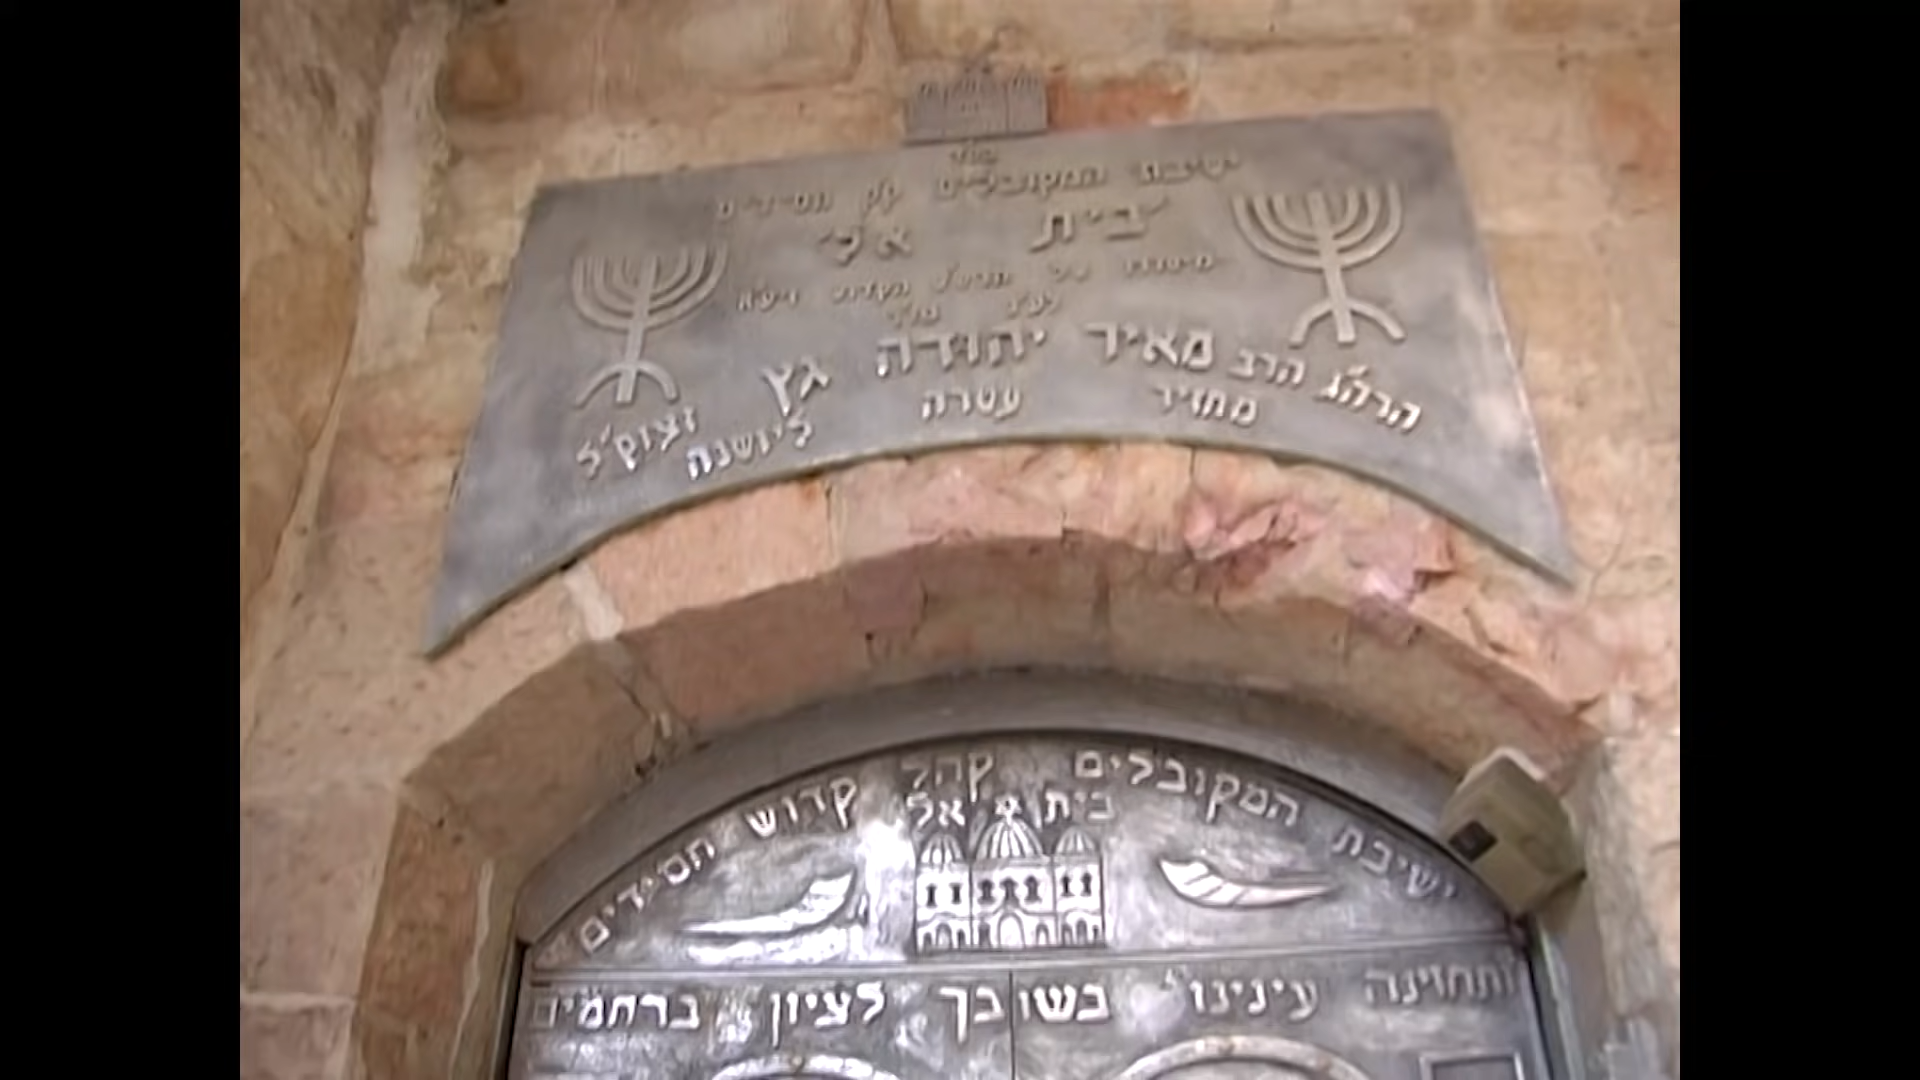 ישיבת המקובלים ק"ק חסידים
"בית אל"
הרה"ג הרב מאיר יהודה גץ זצוק"ל
מחזיר עטרה ליושנה
ישיבת המקובלים קהל קדוש חסידים
בית אל
ותחזינה עינינו בשובך לציון ברחמים